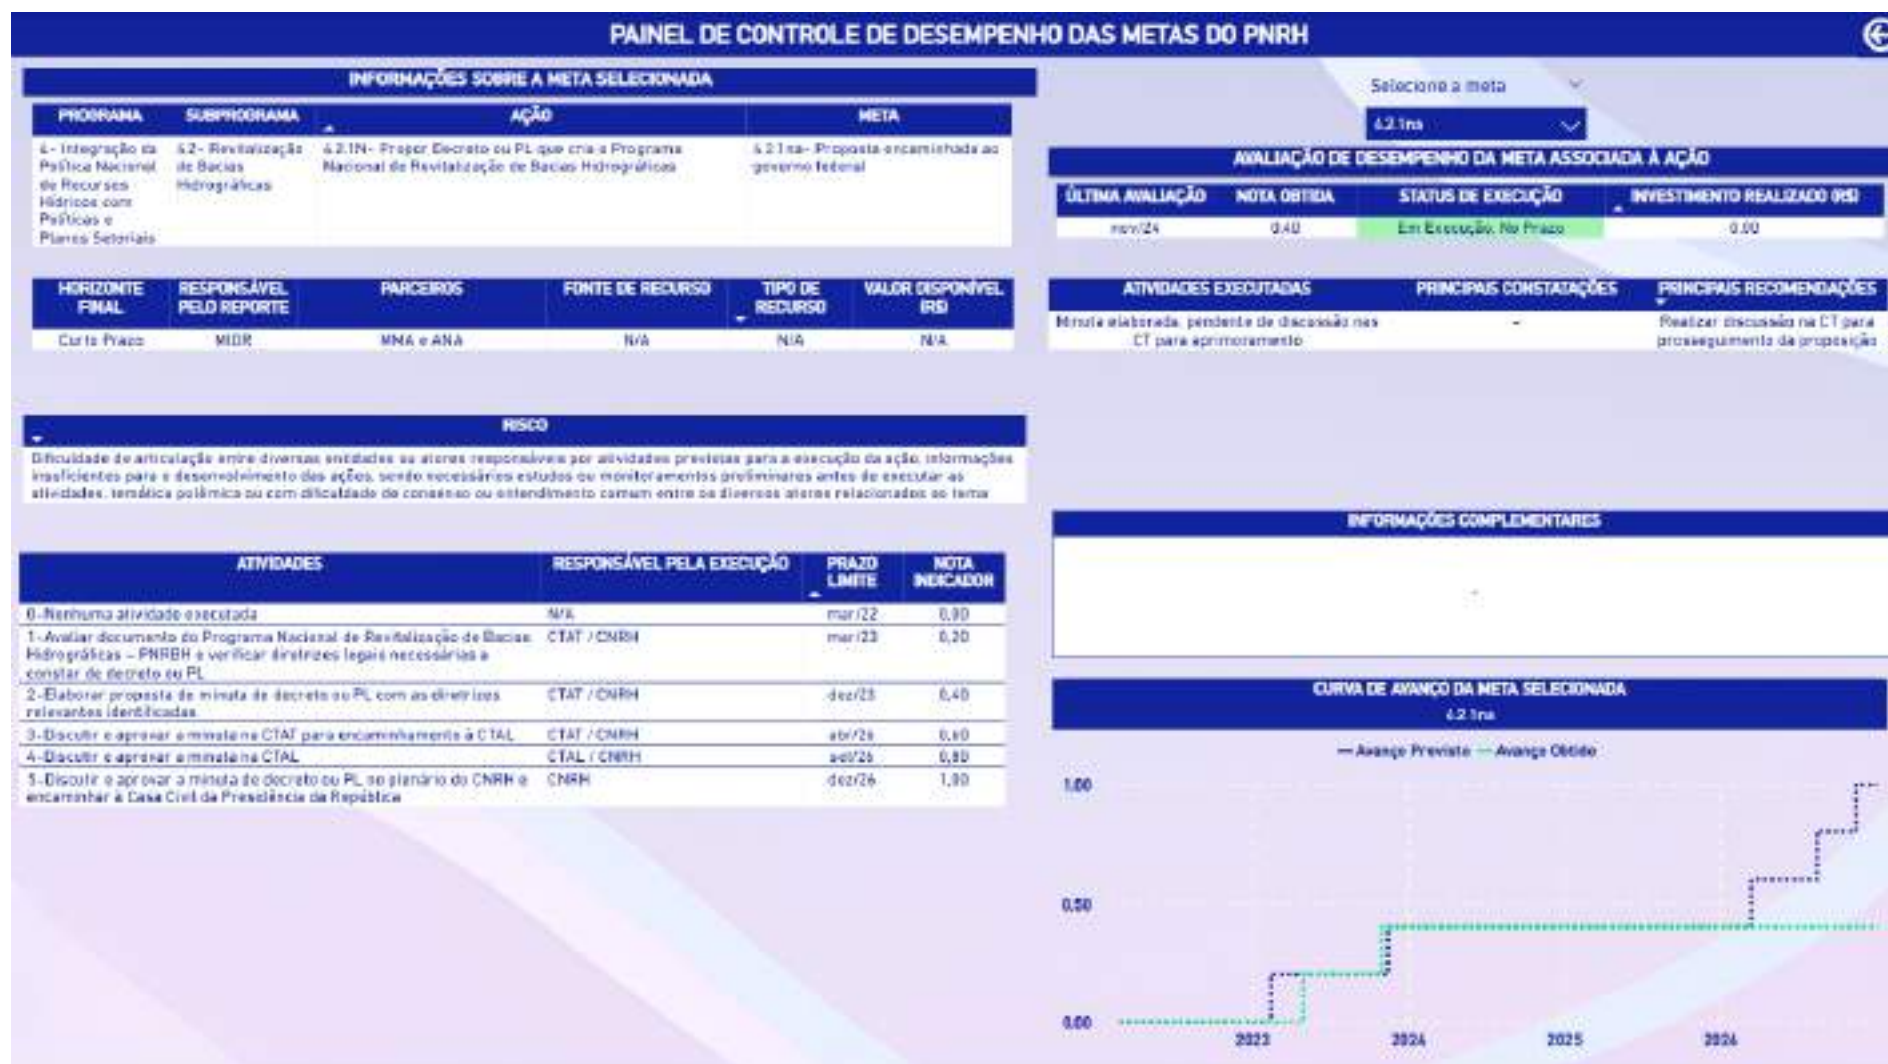 PAINEL DE CONTROLE DE DESEMPENHO DAS METAS DO PNRH
INFORMAÇÕES SOBRE A META SELECIONADA
PROGRAMA SUBPROGRAMA AÇÃO META
4- Integração da Política Nacional de Recursos Hídricos com Políticas e Planos Setoriais
4.2- Revitalização de Bacias Hidrográficas
4.2.1N- Propor Decreto ou PL que cria o Programa
Nacional de Revitalização de Bacias Hidrográficas
4.2.1na- Proposta encaminhada ao
governo federal
HORIZONTE FINAL RESPONSÁVEL PELO REPORTE PARCEIROS FONTE DE RECURSO TIPO DE RECURSO VALOR DISPONÍVEL (R$)
Curto Prazo MIDR MMA e ANA N/A N/A N/A
RISCO
Dificuldade de articulação entre diversas entidades ou atores responsáveis por atividades previstas para a execução da ação, informações
insuficientes para o desenvolvimento das ações, sendo necessários estudos ou monitoramentos preliminares antes de executar as
atividades, temática polêmica ou com dificuldade de consenso ou entendimento comum entre os diversos atores relacionados ao tema
ATIVIDADES RESPONSÁVEL PELA EXECUÇÃO PRAZO LIMITE NOTA INDICADOR
0-Nenhuma atividade executada N/A mar/22 0,00
1-Avaliar documento do Programa Nacional de Revitalização de Bacias CTAT / CNRH mar/23 0,20
Hidrográficas – PNRBH e verificar diretrizes legais necessárias a
constar de decreto ou PL
2-Elaborar proposta de minuta de decreto ou PL com as diretrizes CTAT / CNRH dez/23 0,40
relevantes identificadas
3-Discutir e aprovar a minuta na CTAT para encaminhamento à CTAL CTAT / CNRH abr/26 0,60
4-Discutir e aprovar a minuta na CTAL CTAL / CNRH set/26 0,80
5-Discutir e aprovar a minuta de decreto ou PL no plenário do CNRH e CNRH dez/26 1,00
encaminhar à Casa Civil da Presidência da República
Selecione a meta
4.2.1na
AVALIAÇÃO DE DESEMPENHO DA META ASSOCIADA À AÇÃO
ÚLTIMA AVALIAÇÃO NOTA OBTIDA STATUS DE EXECUÇÃO INVESTIMENTO REALIZADO (R$)
nov/24 0,40 Em Execução. No Prazo 0,00
ATIVIDADES EXECUTADAS PRINCIPAIS CONSTATAÇÕES PRINCIPAIS RECOMENDAÇÕES
Minuta elaborada, pendente de discussão nas - Realizar discussão na CT para
CT para aprimoramento prosseguimento da proposição
INFORMAÇÕES COMPLEMENTARES
-
CURVA DE AVANÇO DA META SELECIONADA
4.2.1na
Avanço Previsto Avanço Obtido
1.00
0.50
0.00
2023 2024 2025 2026